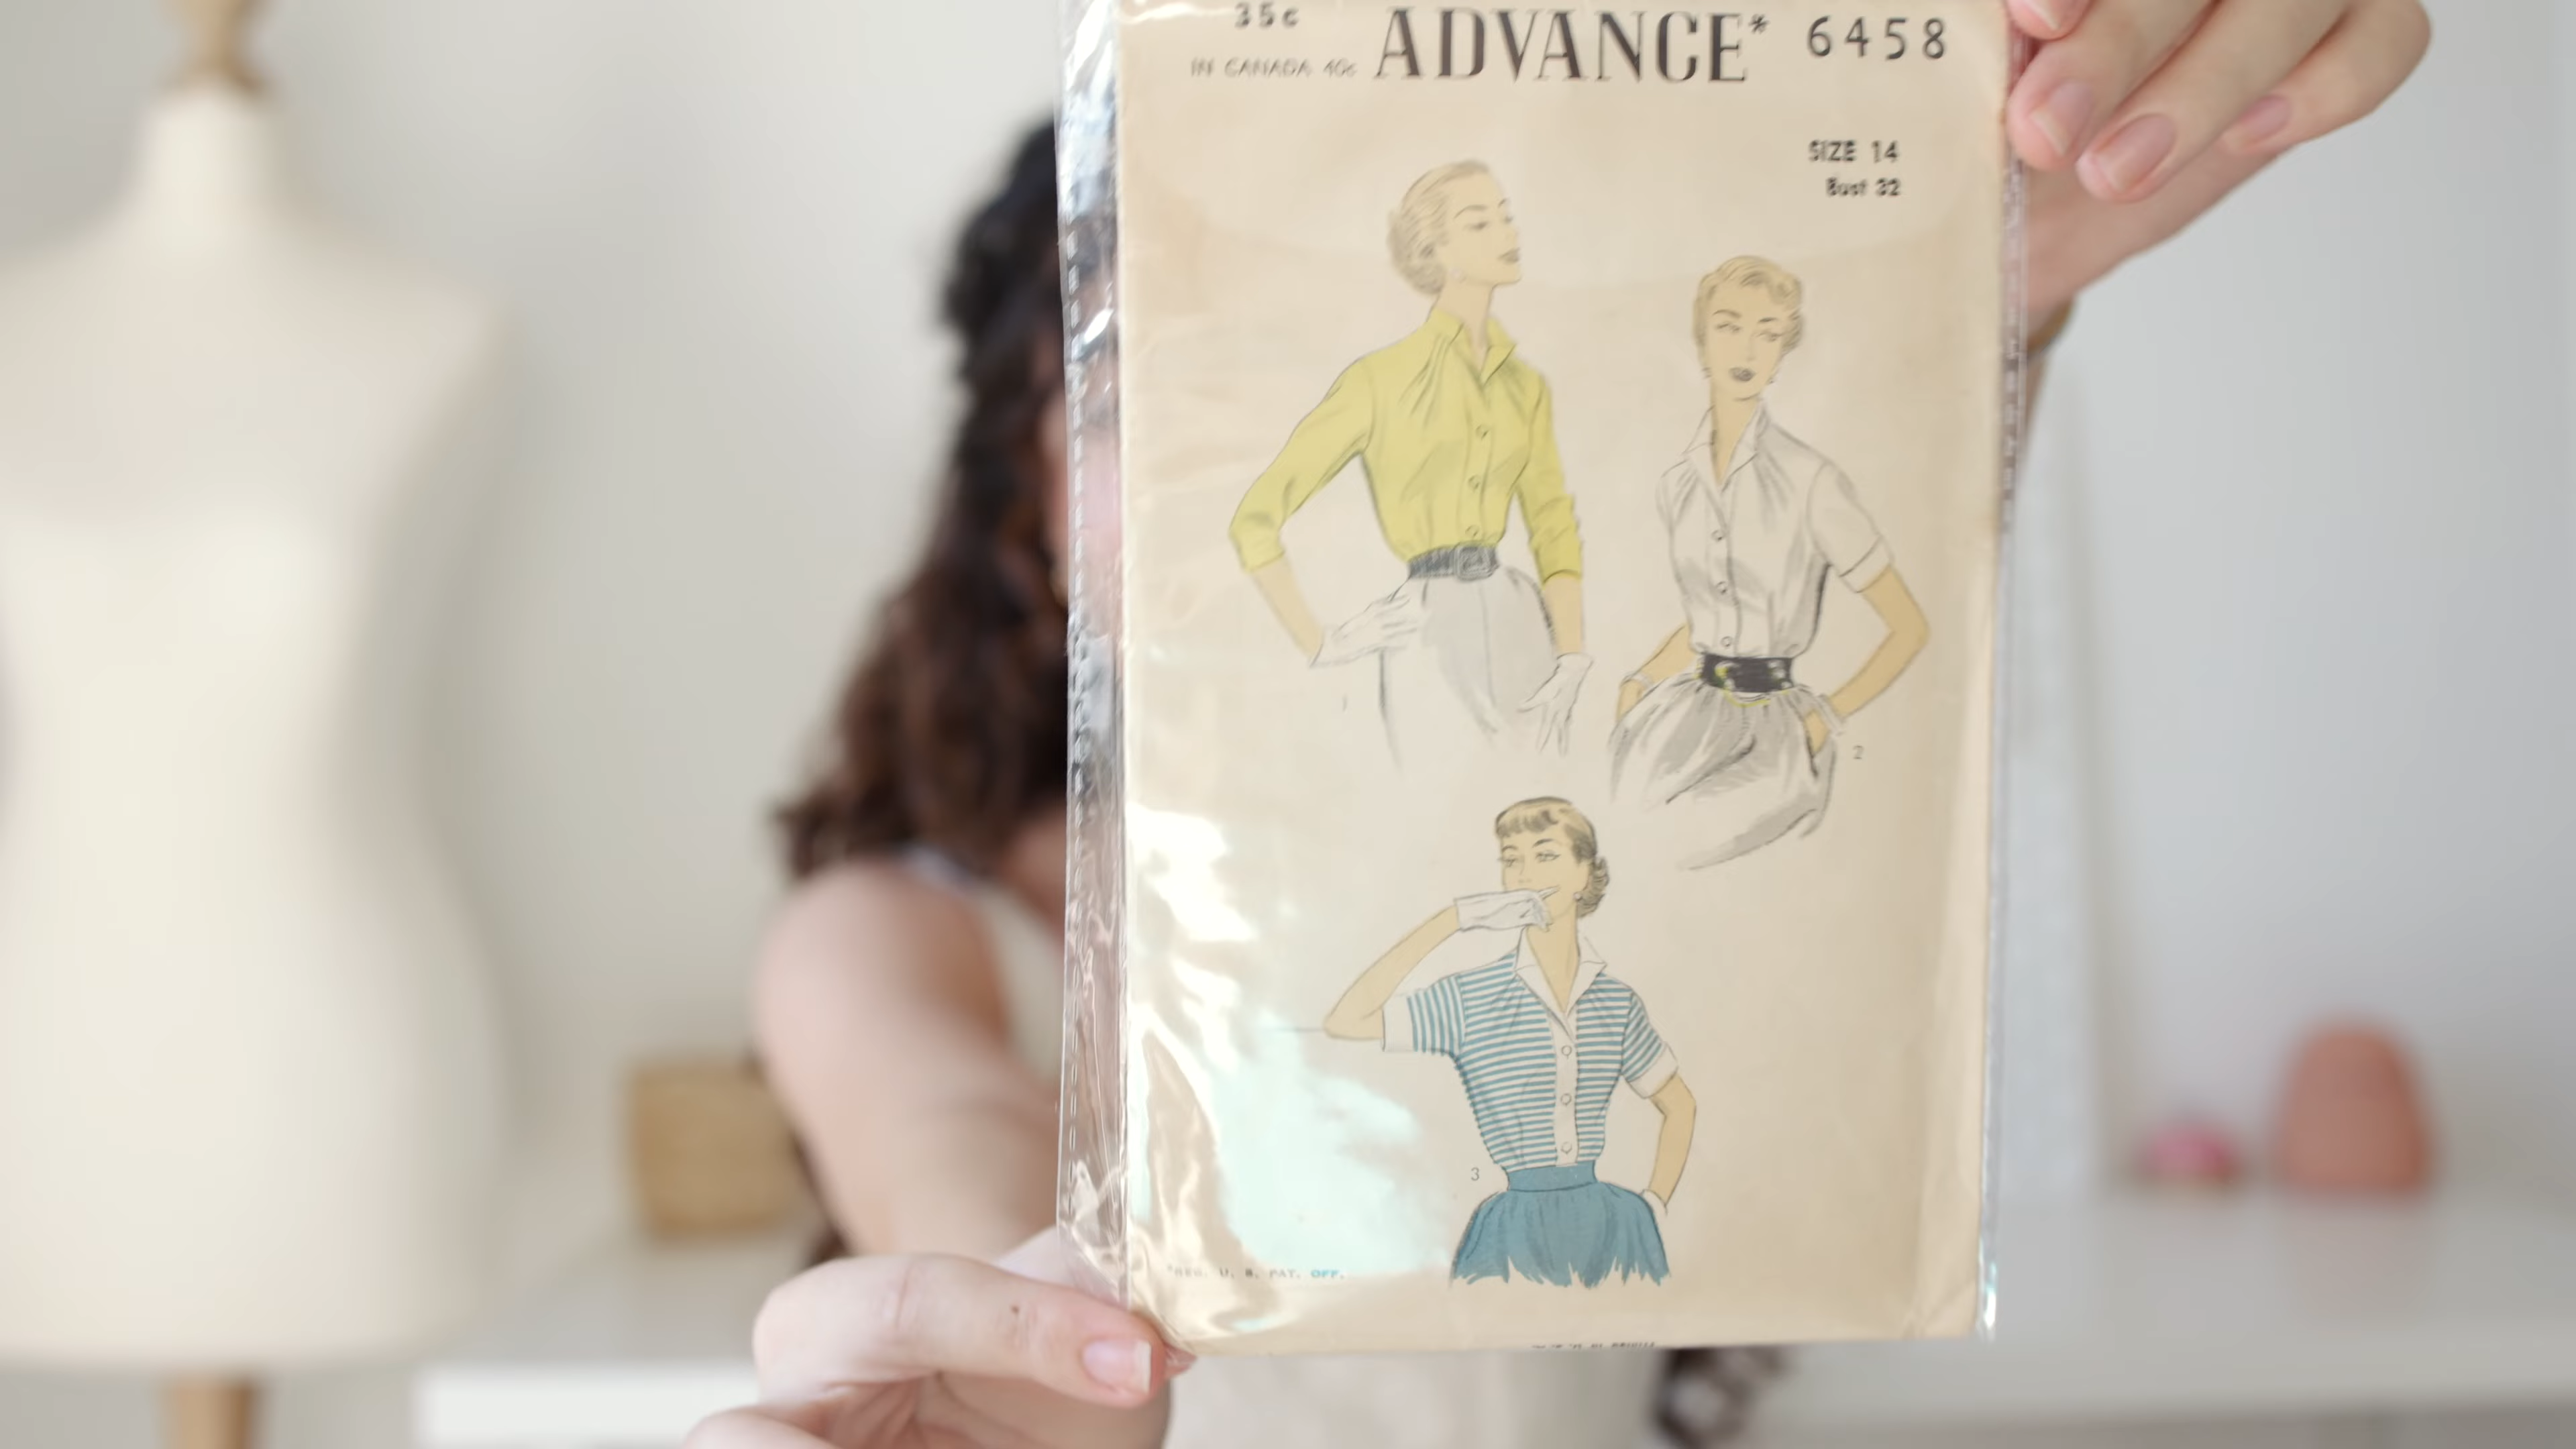 35c
IN CANADA 40c
ADVANCE* 6458
SIZE 14
Bust 32
1
2
3
*REG. U. S. PAT. OFF.